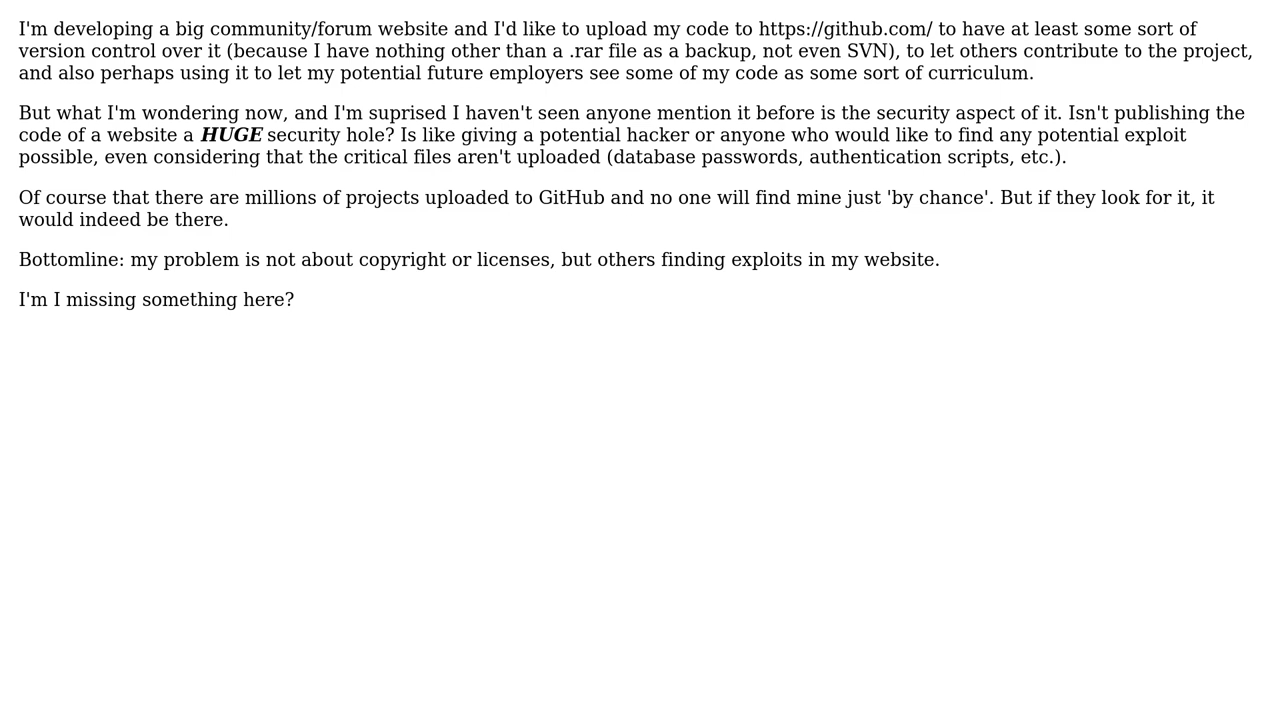 I'm developing a big community/forum website and I'd like to upload my code to https://github.com/ to have at least some sort of
version control over it (because I have nothing other than a .rar file as a backup, not even SVN), to let others contribute to the project,
and also perhaps using it to let my potential future employers see some of my code as some sort of curriculum.
But what I'm wondering now, and I'm suprised I haven't seen anyone mention it before is the security aspect of it. Isn't publishing the
code of a website a HUGE security hole? Is like giving a potential hacker or anyone who would like to find any potential exploit
possible, even considering that the critical files aren't uploaded (database passwords, authentication scripts, etc.).
Of course that there are millions of projects uploaded to GitHub and no one will find mine just 'by chance'. But if they look for it, it
would indeed be there.
Bottomline: my problem is not about copyright or licenses, but others finding exploits in my website.
I'm I missing something here?